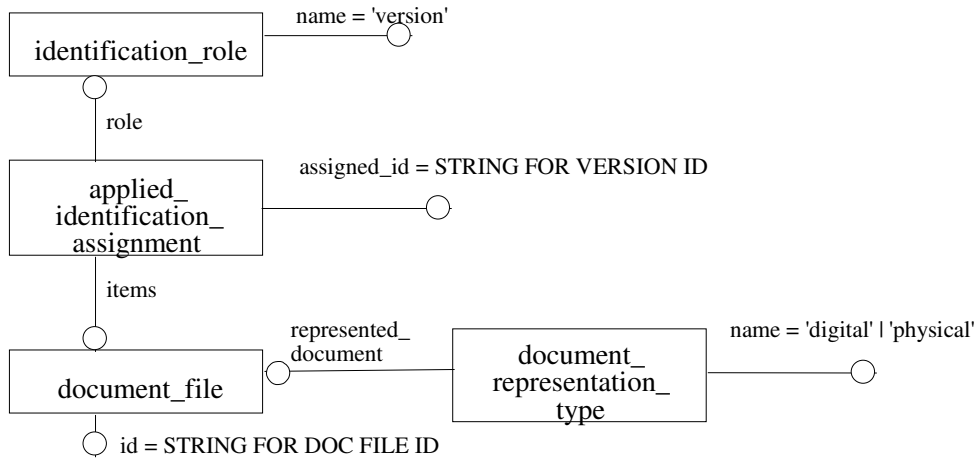 name = 'version'
identification_role
role
assigned_id = STRING FOR VERSION ID
applied_
identification_
assignment
items
represented_
document
name = 'digital' | 'physical'
document_
representation_
type
document_file
id = STRING FOR DOC FILE ID